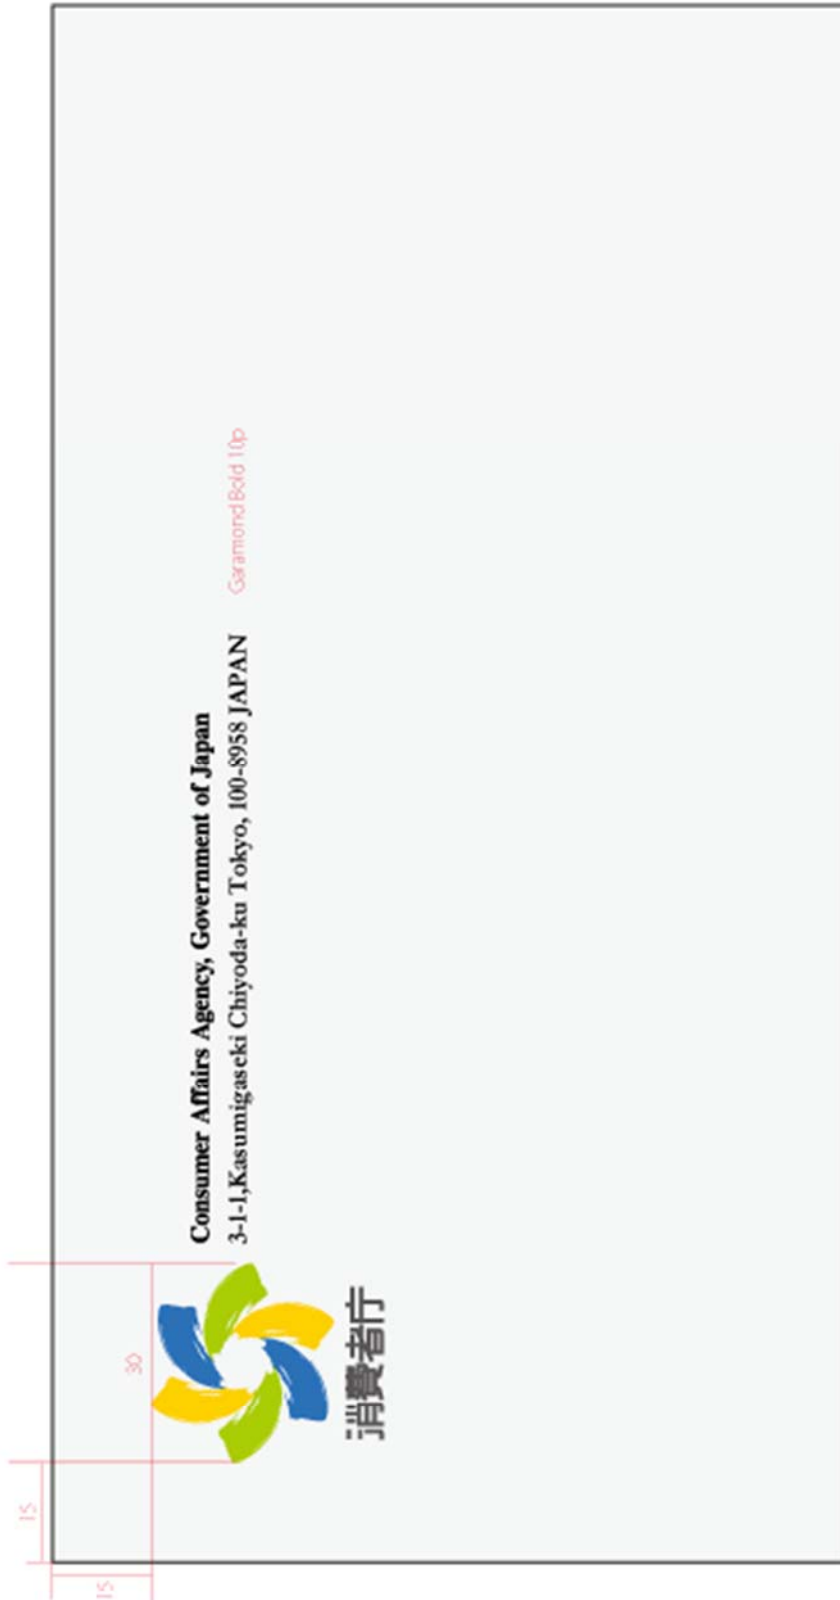 Consumer Affairs Agency, Government of Japan
3-1-1,Kasumigaseki Chiyoda-ku Tokyo, 100-8958 JAPAN
Garamond Bold 10p
30
消費者庁
15
15